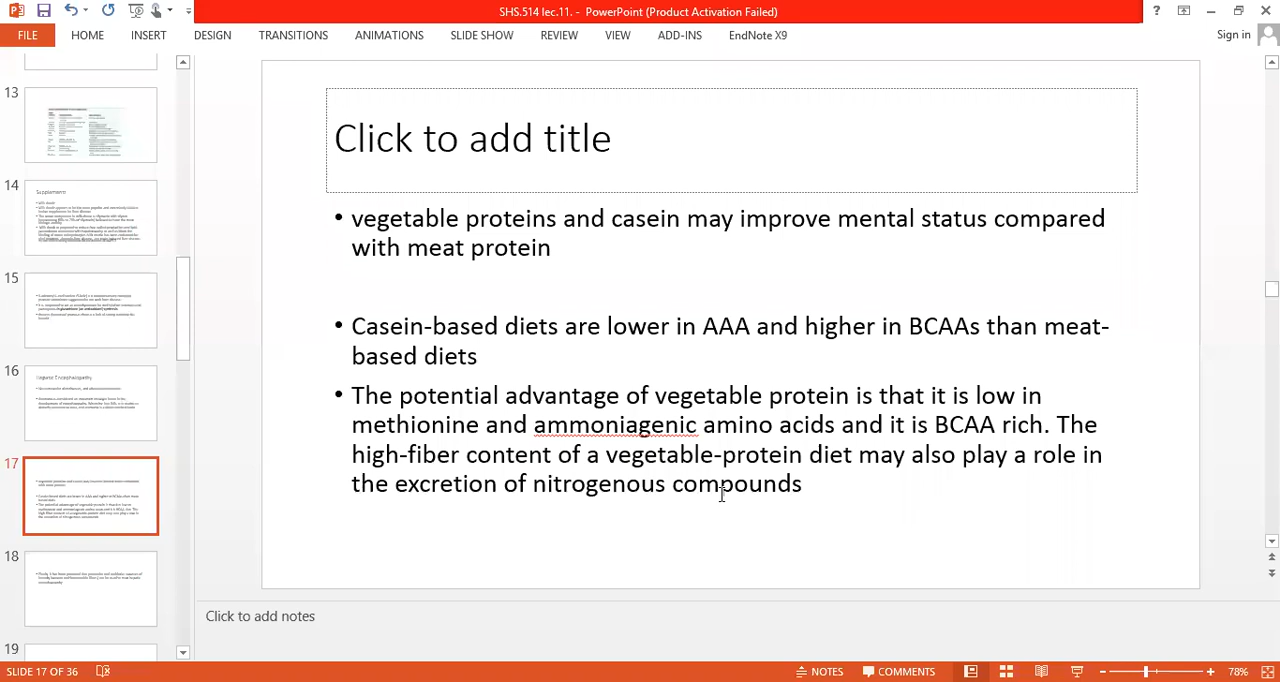 SHS.514 lec.11. - PowerPoint (Product Activation Failed)
FILE HOME INSERT DESIGN TRANSITIONS ANIMATIONS SLIDE SHOW REVIEW VIEW ADD-INS EndNote X9 Sign in
13
14
15
16
17
18
19
Click to add title
• vegetable proteins and casein may improve mental status compared
with meat protein
• Casein-based diets are lower in AAA and higher in BCAAs than meat-
based diets
• The potential advantage of vegetable protein is that it is low in
methionine and ammoniagenic amino acids and it is BCAA rich. The
high-fiber content of a vegetable-protein diet may also play a role in
the excretion of nitrogenous compounds
Click to add notes
SLIDE 17 OF 36 NOTES COMMENTS 78%